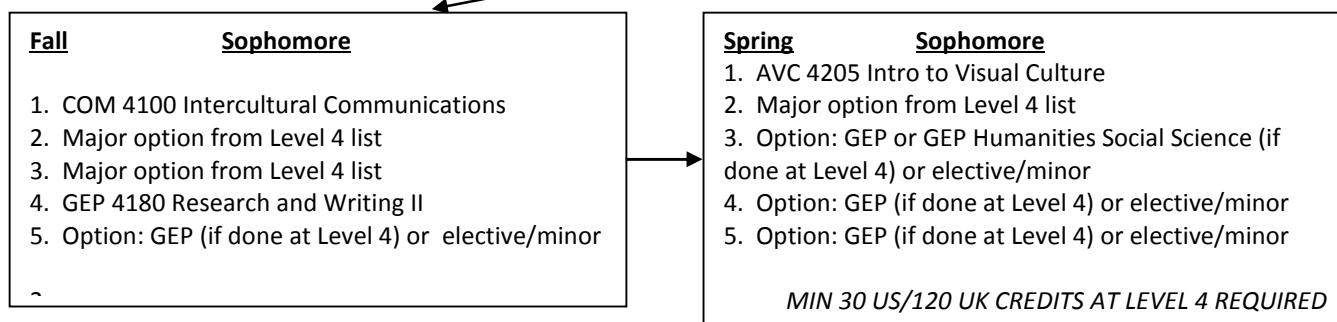 Fall Sophomore
1. COM 4100 Intercultural Communications
2. Major option from Level 4 list
3. Major option from Level 4 list
4. GEP 4180 Research and Writing II
5. Option: GEP (if done at Level 4) or elective/minor
Spring Sophomore
1. AVC 4205 Intro to Visual Culture
2. Major option from Level 4 list
3. Option: GEP or GEP Humanities Social Science (if
done at Level 4) or elective/minor
4. Option: GEP (if done at Level 4) or elective/minor
5. Option: GEP (if done at Level 4) or elective/minor
MIN 30 US/120 UK CREDITS AT LEVEL 4 REQUIRED